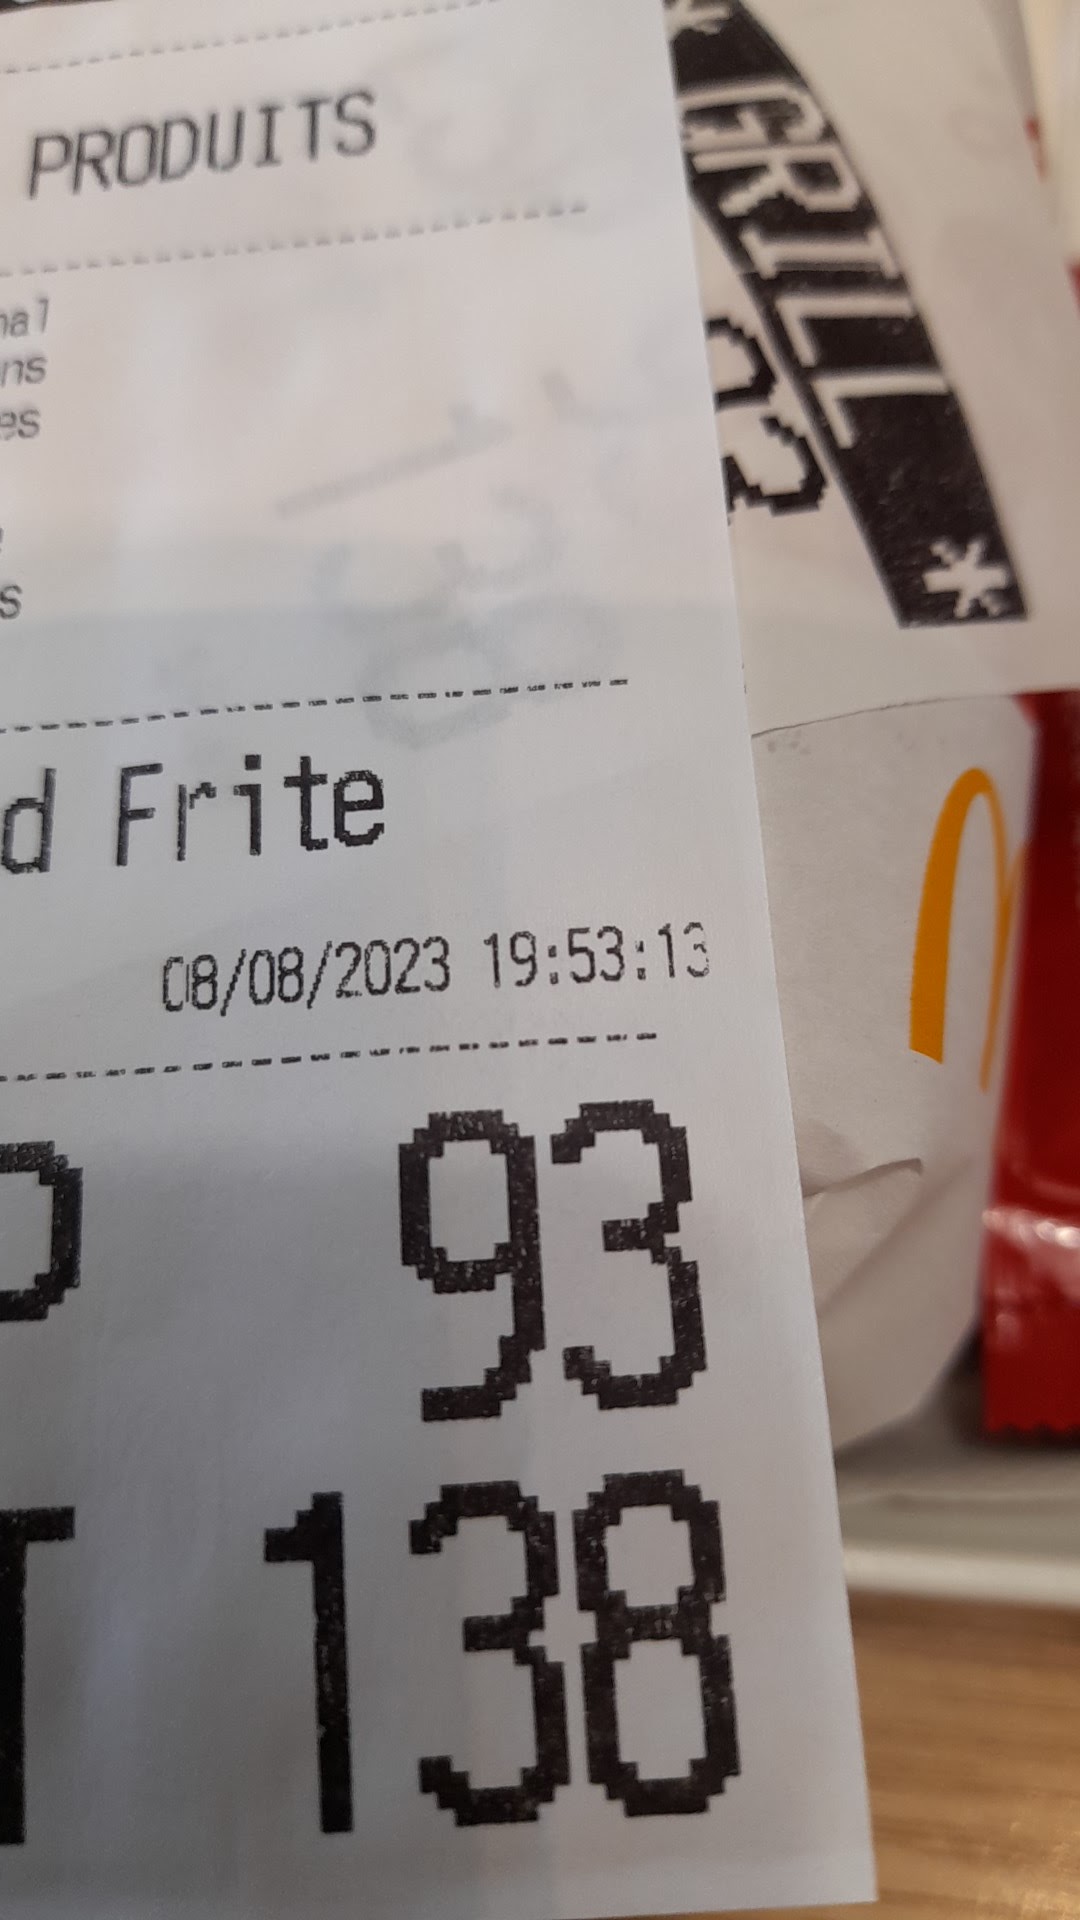 PRODUITS
nal
ns
es
s
d Frite
08/08/2023 19:53:13
P 93
T 138
GRILL